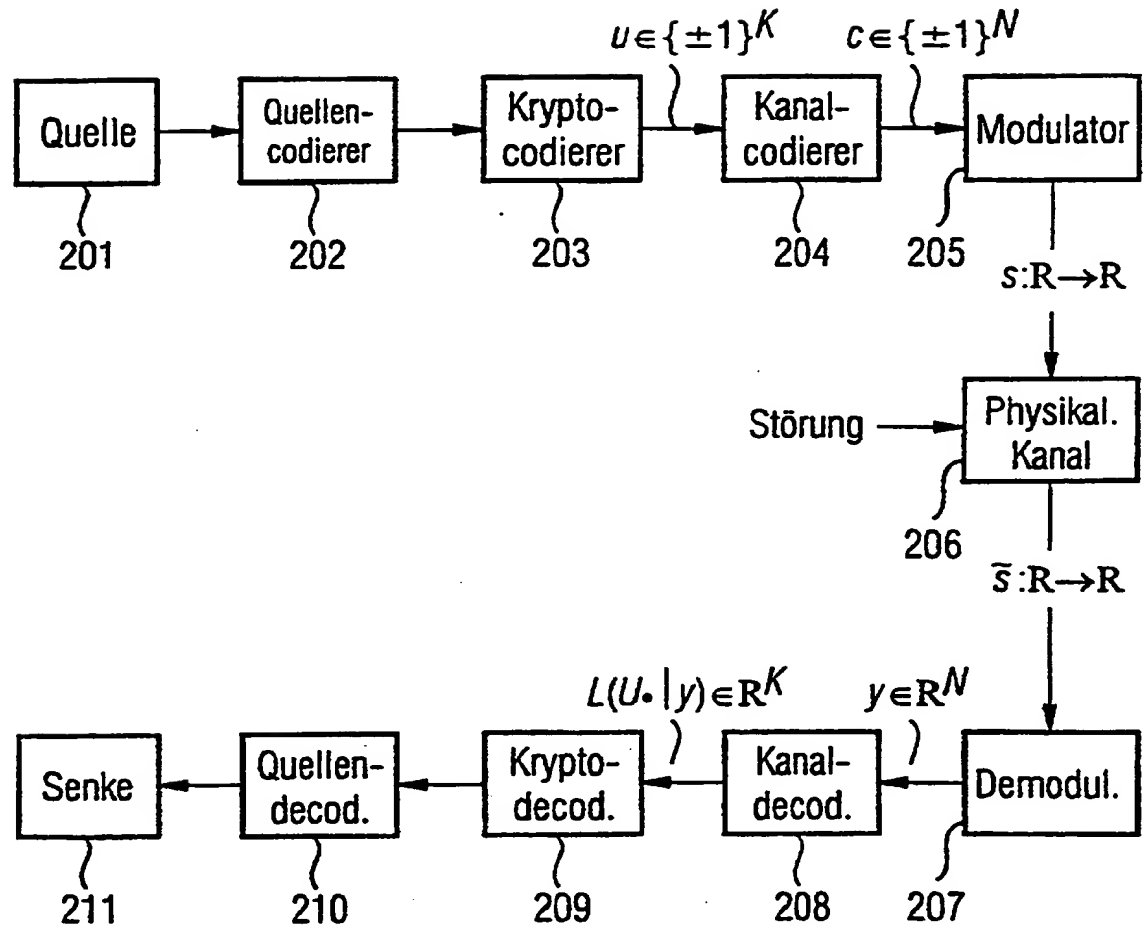 u∈{±1}^K
c∈{±1}^N
Quelle
Quellen-
codierer
Krypto-
codierer
Kanal-
codierer
Modulator
201
202
203
204
205
s:ℝ→ℝ
Störung
Physikal.
Kanal
206
s̃:ℝ→ℝ
L(U•|y)∈ℝ^K
y∈ℝ^N
Senke
Quellen-
decod.
Krypto-
decod.
Kanal-
decod.
Demodul.
211
210
209
208
207